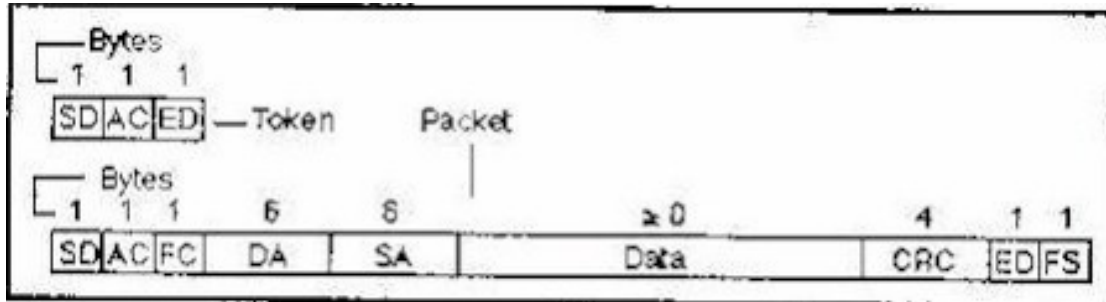 Bytes
1 1 1
SD AC ED — Token Packet
Bytes
1 1 1 6 6 ≥ 0 4 1 1
SD AC FC DA SA Data CRC ED FS